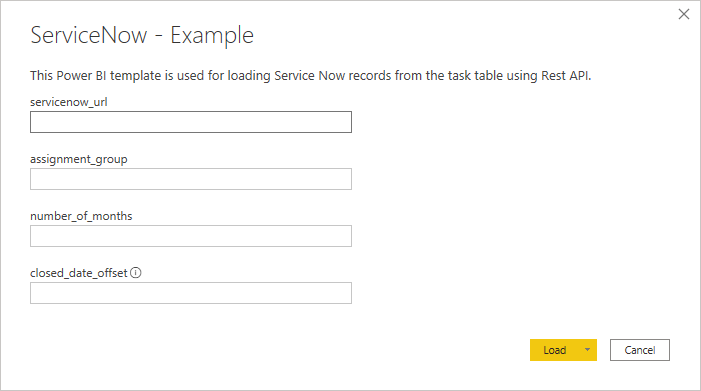 ServiceNow - Example
This Power BI template is used for loading Service Now records from the task table using Rest API.
servicenow_url
assignment_group
number_of_months
closed_date_offset
Load
Cancel